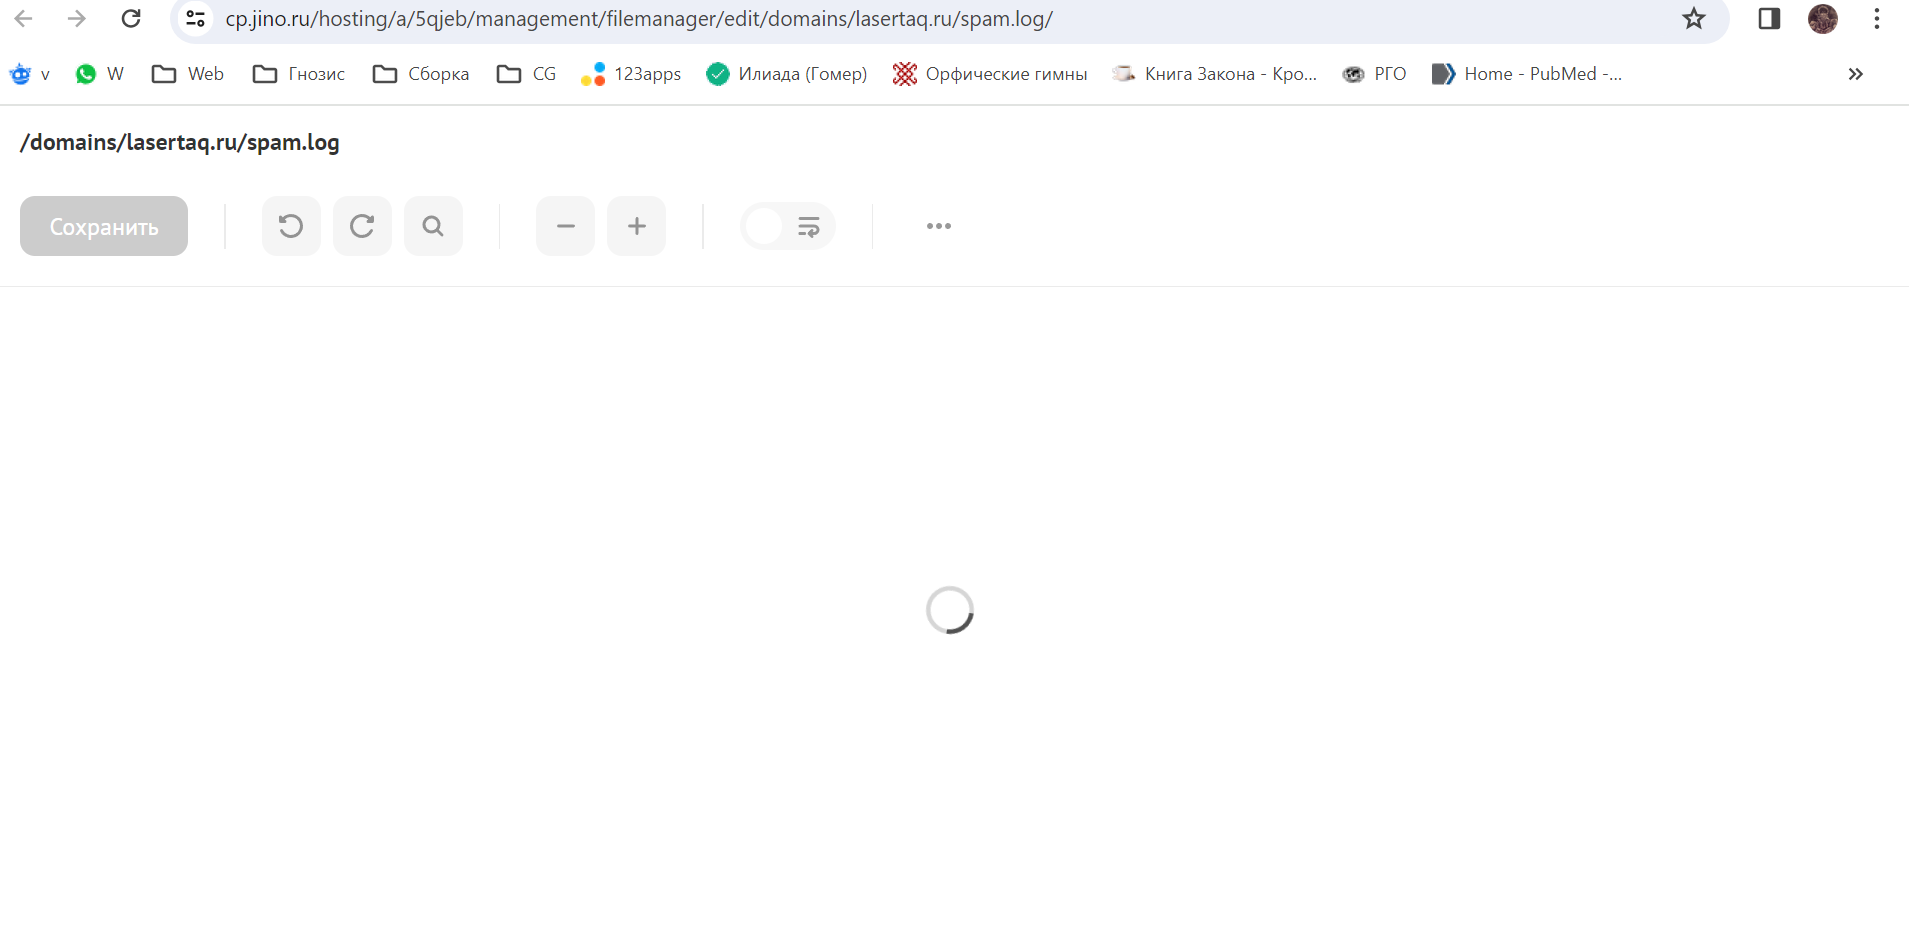 cp.jino.ru/hosting/a/5qjeb/management/filemanager/edit/domains/lasertaq.ru/spam.log/
v W Web Гнозис Сборка CG 123apps Илиада (Гомер) Орфические гимны Книга Закона - Кро... РГО Home - PubMed -...
/domains/lasertaq.ru/spam.log
Сохранить